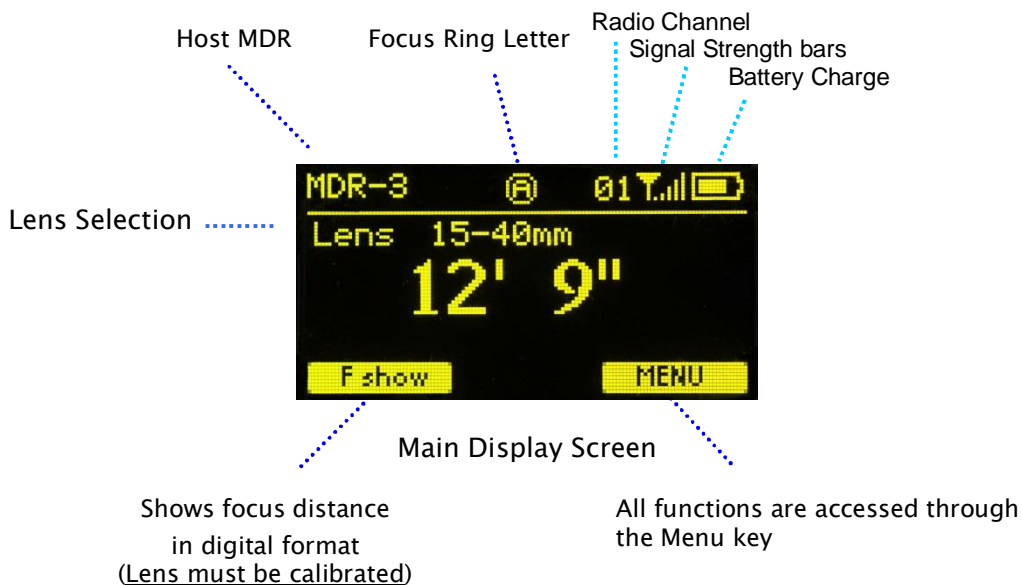 Radio Channel
Host MDR
Focus Ring Letter
Signal Strength bars
Battery Charge
MDR-3 A 01
Lens Selection
Lens 15-40mm
12' 9"
F show MENU
Main Display Screen
Shows focus distance
in digital format
(Lens must be calibrated)
All functions are accessed through
the Menu key